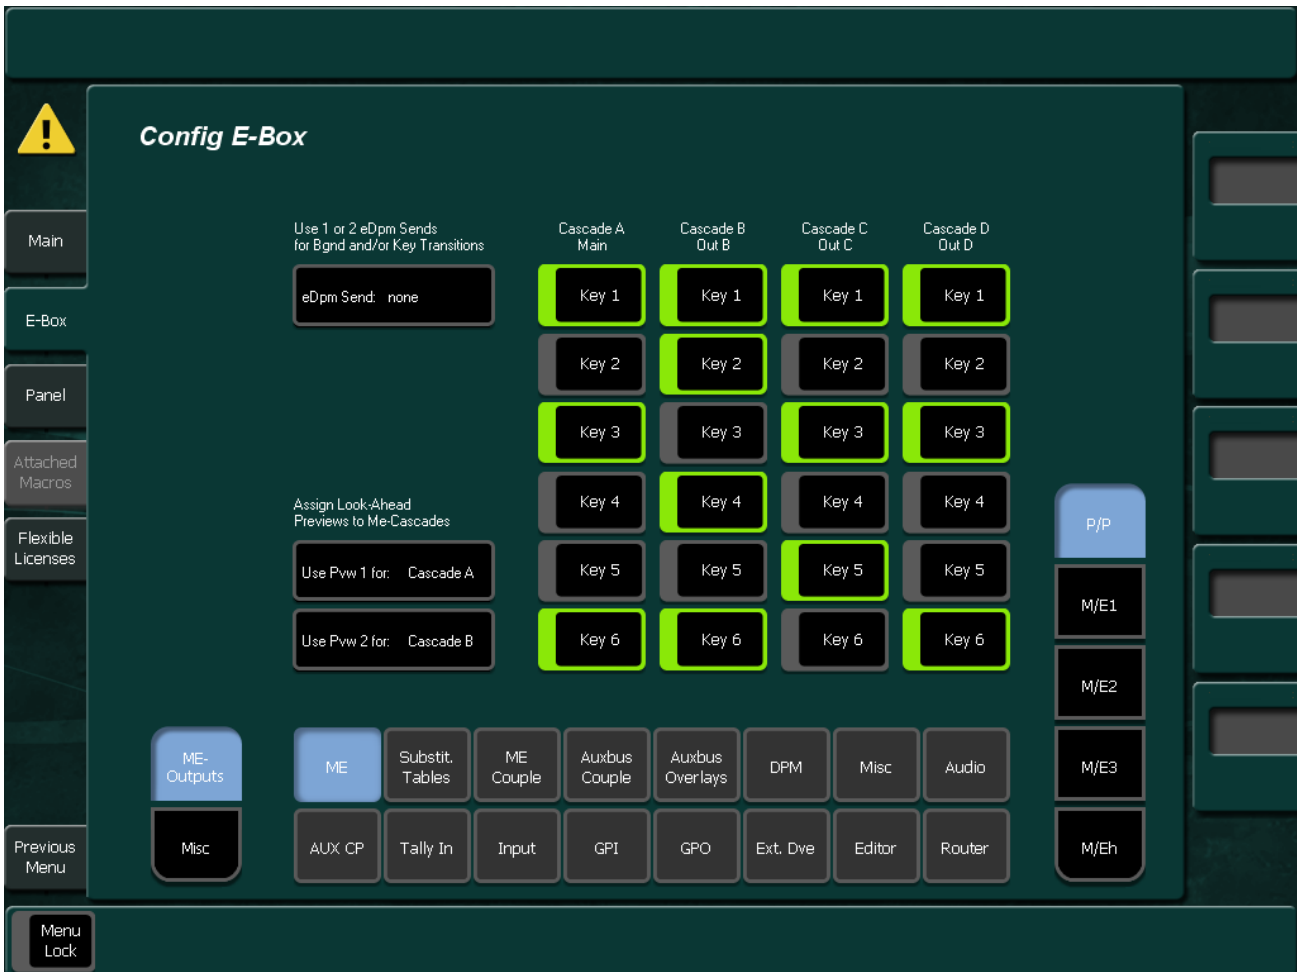 Config E-Box
Main
E-Box
Panel
Attached
Macros
Flexible
Licenses
Previous
Menu
Menu
Lock
Use 1 or 2 eDpm Sends
for Bgnd and/or Key Transitions
eDpm Send: none
Cascade A
Main
Cascade B
Out B
Cascade C
Out C
Cascade D
Out D
Key 1 Key 1 Key 1 Key 1
Key 2 Key 2 Key 2 Key 2
Key 3 Key 3 Key 3 Key 3
Key 4 Key 4 Key 4 Key 4
Key 5 Key 5 Key 5 Key 5
Key 6 Key 6 Key 6 Key 6
Assign Look-Ahead
Previews to Me-Cascades
Use Pvw 1 for: Cascade A
Use Pvw 2 for: Cascade B
P/P
M/E1
M/E2
M/E3
M/Eh
ME-
Outputs
Misc
ME
Substit.
Tables
ME
Couple
Auxbus
Couple
Auxbus
Overlays
DPM
Misc
Audio
AUX CP
Tally In
Input
GPI
GPO
Ext. Dve
Editor
Router